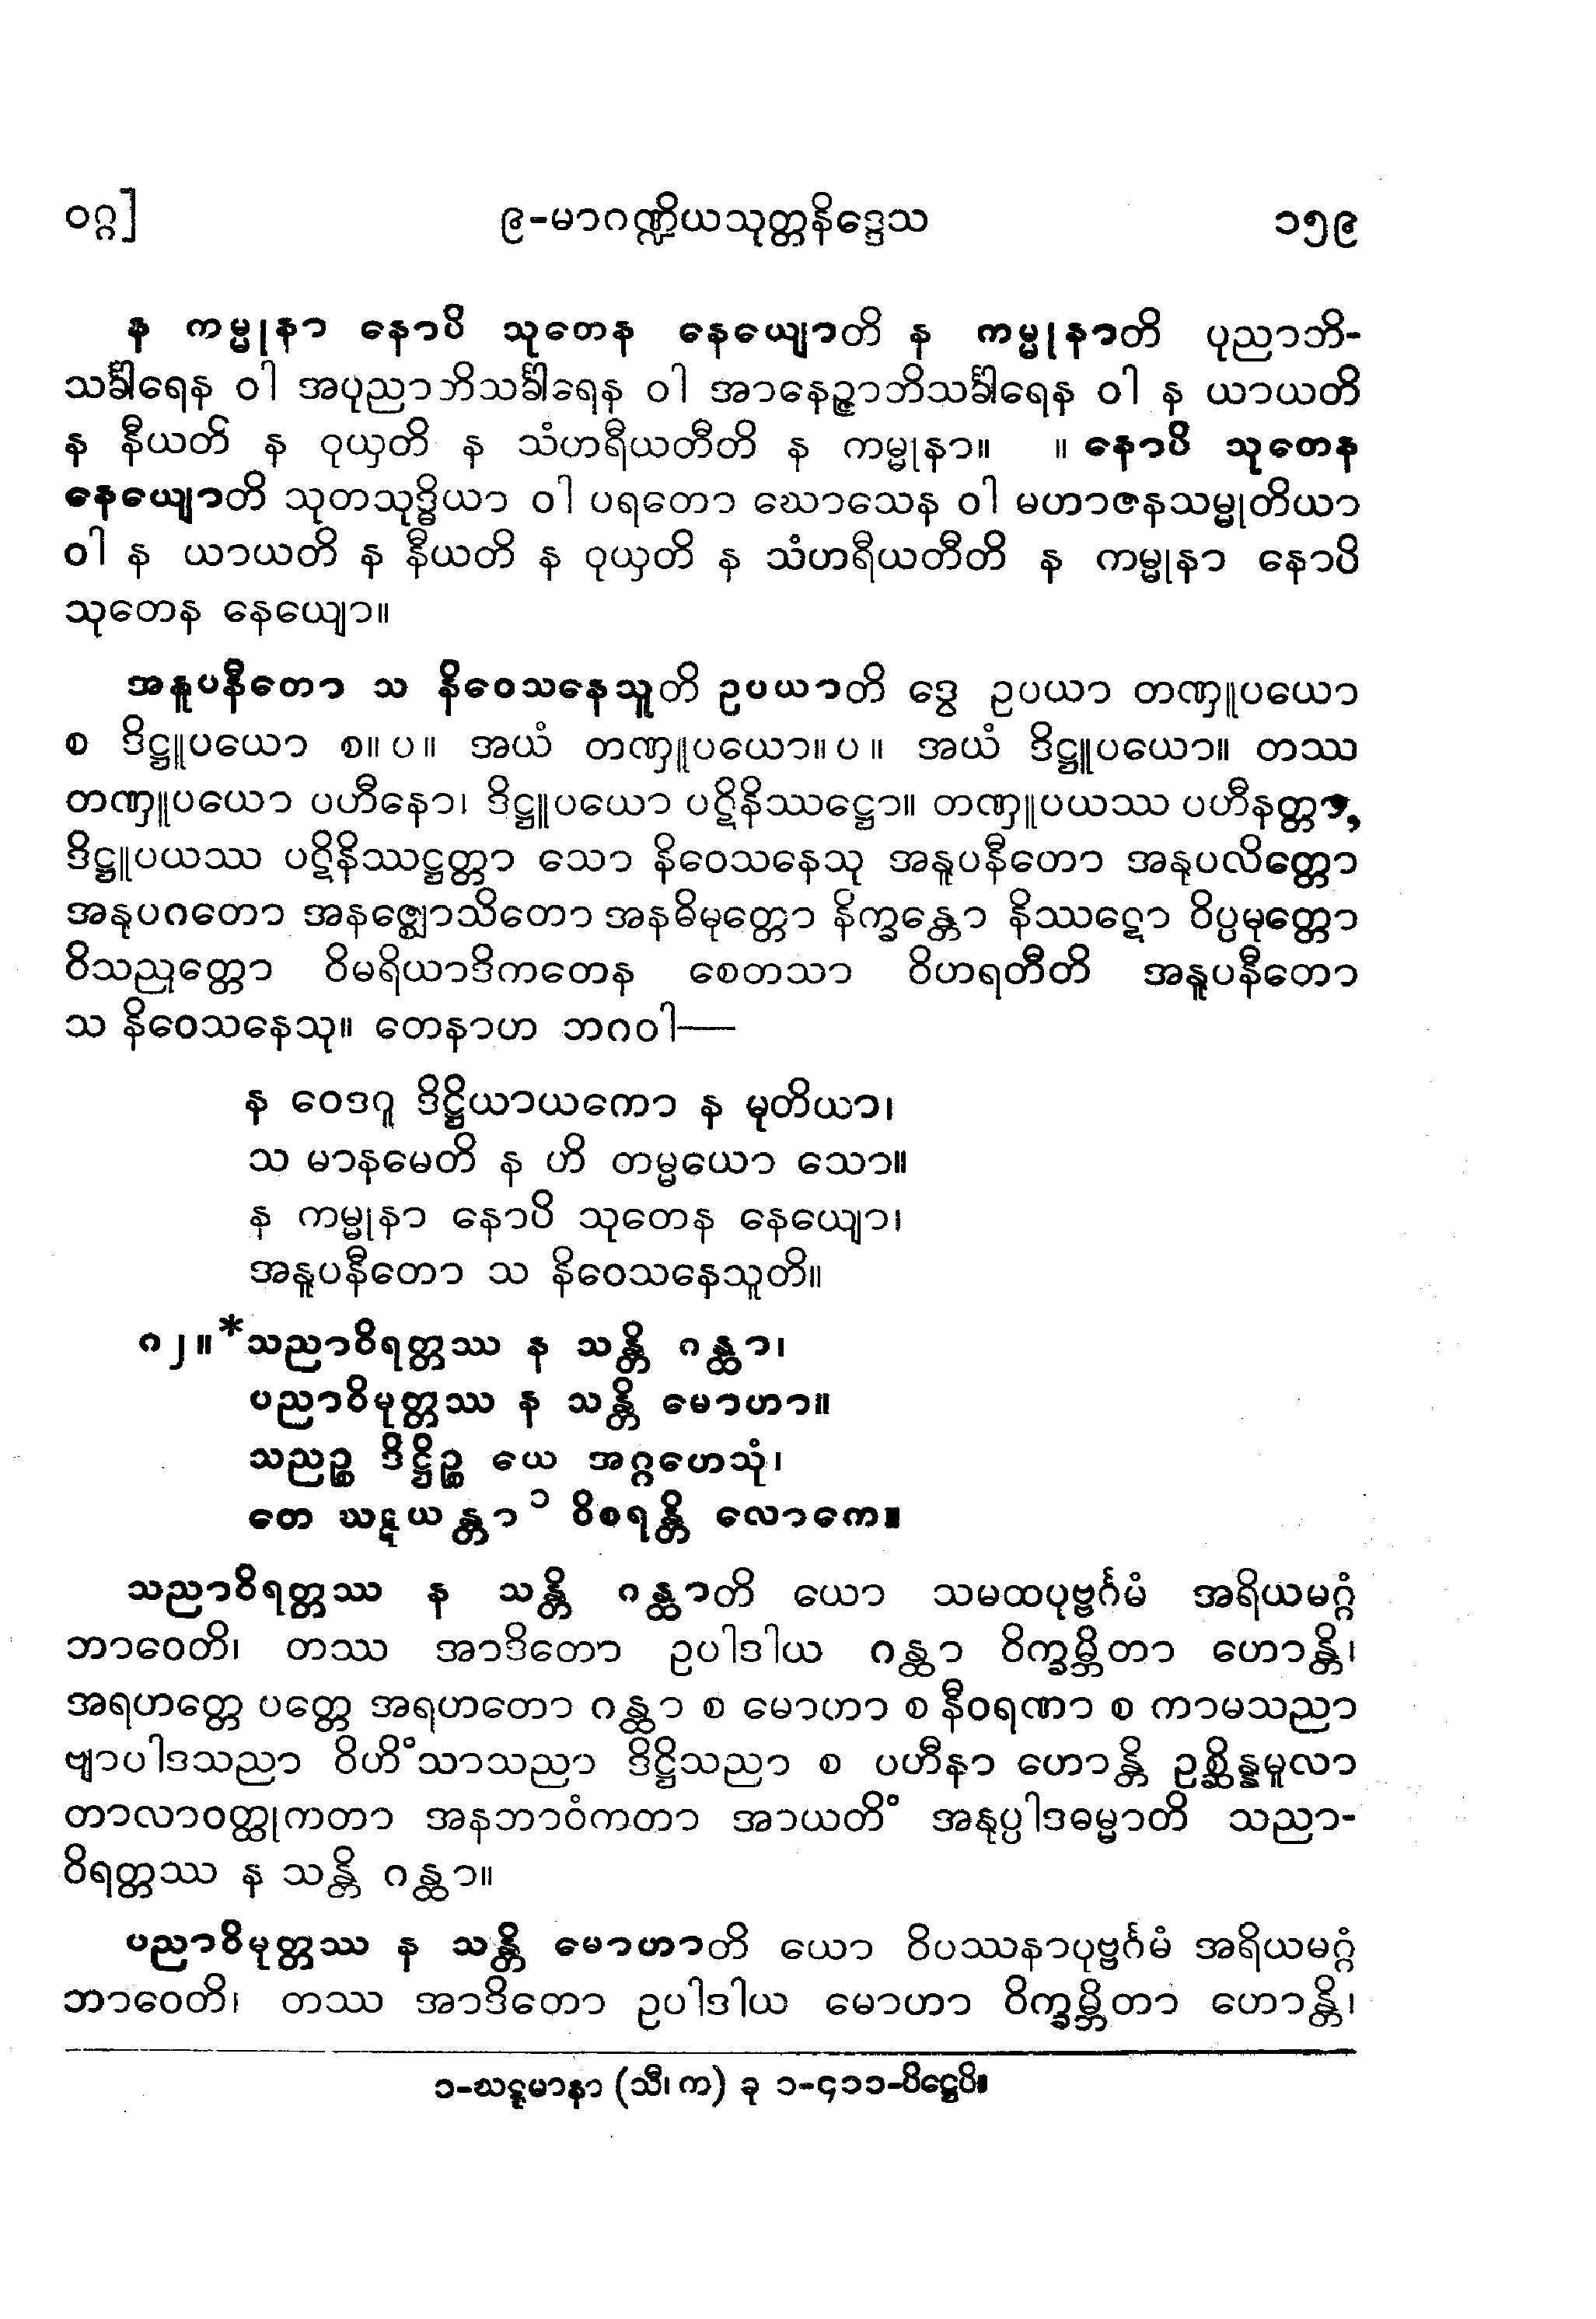 ဝဂ္ဂ] ၉-မာဂဏ္ဍိယသုတ္တနိဒ္ဒေသ ၁၅၉
န ကမ္မုနာ နောပိ သုတေန နေယျောတိ န ကမ္မုနာတိ ပုညာဘိ-
သင်္ခါရေန ဝါ အပုညာဘိသင်္ခါရေန ဝါ အာနေဉ္ဇာဘိသင်္ခါရေန ဝါ န ယာယတိ
န နီယတိ န ဝုယှတိ န သံဟရီယတီတိ န ကမ္မုနာ။ ။ နောပိ သုတေန
နေယျောတိ သုတသုဒ္ဓိယာ ဝါ ပရတော ဃောသေန ဝါ မဟာဇနသမ္မုတိယာ
ဝါ န ယာယတိ န နီယတိ န ဝုယှတိ န သံဟရီယတီတိ န ကမ္မုနာ နောပိ
သုတေန နေယျော။
အနူပနီတော သ နိဝေသနေသူတိ ဥပယာတိ ဒွေ ဥပယာ တဏှူပယော
စ ဒိဋ္ဌူပယော စ။ ပ။ အယံ တဏှူပယော။ ပ။ အယံ ဒိဋ္ဌူပယော။ တဿ
တဏှူပယော ပဟီနော၊ ဒိဋ္ဌူပယော ပဋိနိဿဋ္ဌော။ တဏှူပယဿ ပဟီနတ္တာ,
ဒိဋ္ဌူပယဿ ပဋိနိဿဋ္ဌတ္တာ သော နိဝေသနေသု အနူပနီတော အနုပလိတ္တော
အနုပဂတော အနဇ္ဈောသိတော အနဓိမုတ္တော နိက္ခန္တော နိဿဋော ဝိပ္ပမုတ္တော
ဝိသညုတ္တော ဝိမရိယာဒိကတေန စေတသာ ဝိဟရတီတိ အနူပနီတော
သ နိဝေသနေသု။ တေနာဟ ဘဂဝါ—
န ဝေဒဂူ ဒိဋ္ဌိယာယကော န မုတိယာ၊
သ မာနမေတိ န ဟိ တမ္မယော သော။
န ကမ္မုနာ နောပိ သုတေန နေယျော၊
အနူပနီတော သ နိဝေသနေသူတိ။
၈၂။ *သညာဝိရတ္တဿ န သန္တိ ဂန္ထာ၊
ပညာဝိမုတ္တဿ န သန္တိ မောဟာ။
သညဉ္စ ဒိဋ္ဌိဉ္စ ယေ အဂ္ဂဟေသုံ၊
တေ ဃဋယန္တာ၁ ဝိစရန္တိ လောကေ။
သညာဝိရတ္တဿ န သန္တိ ဂန္ထာတိ ယော သမထပုဗ္ဗင်္ဂမံ အရိယမဂ္ဂံ
ဘာဝေတိ၊ တဿ အာဒိတော ဥပါဒါယ ဂန္ထာ ဝိက္ခမ္ဘိတာ ဟောန္တိ၊
အရဟတ္တေ ပတ္တေ အရဟတော ဂန္ထာ စ မောဟာ စ နီဝရဏာ စ ကာမသညာ
ဗျာပါဒသညာ ဝိဟိံသာသညာ ဒိဋ္ဌိသညာ စ ပဟီနာ ဟောန္တိ ဥစ္ဆိန္နမူလာ
တာလာဝတ္ထုကတာ အနဘာဝံကတာ အာယတိံ အနုပ္ပါဒဓမ္မာတိ သညာ-
ဝိရတ္တဿ န သန္တိ ဂန္ထာ။
ပညာဝိမုတ္တဿ န သန္တိ မောဟာတိ ယော ဝိပဿနာပုဗ္ဗင်္ဂမံ အရိယမဂ္ဂံ
ဘာဝေတိ၊ တဿ အာဒိတော ဥပါဒါယ မောဟာ ဝိက္ခမ္ဘိတာ ဟောန္တိ၊
၁-ဃဋ္ဋမာနာ (သီ၊ က) ခု ၁-၄၁၁-ပိဋ္ဌေပိ။